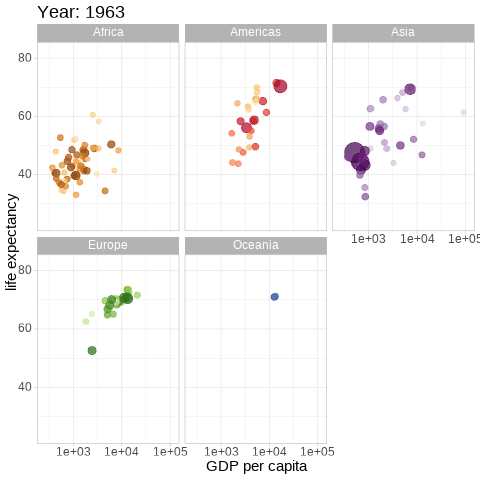 Year: 1963
Africa
Americas
Asia
80
60
40
1e+03
1e+04
1e+05
life expectancy
Europe
Oceania
80
60
40
1e+03
1e+04
1e+05
1e+03
1e+04
1e+05
GDP per capita